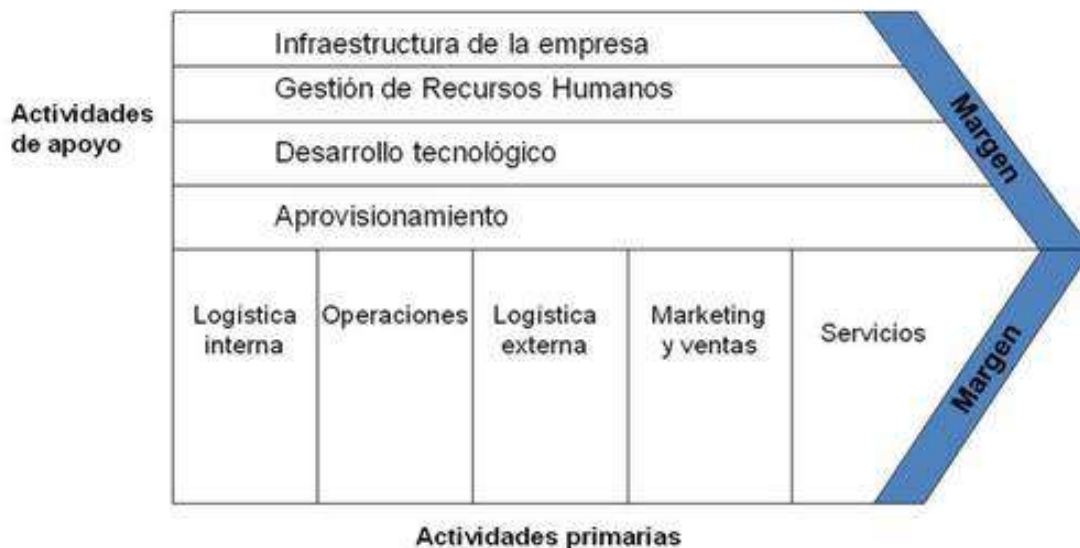 Infraestructura de la empresa
Gestión de Recursos Humanos
Actividades
de apoyo
Desarrollo tecnológico
Aprovisionamiento
Margen
Logística
interna
Operaciones
Logística
externa
Marketing
y ventas
Servicios
Margen
Actividades primarias